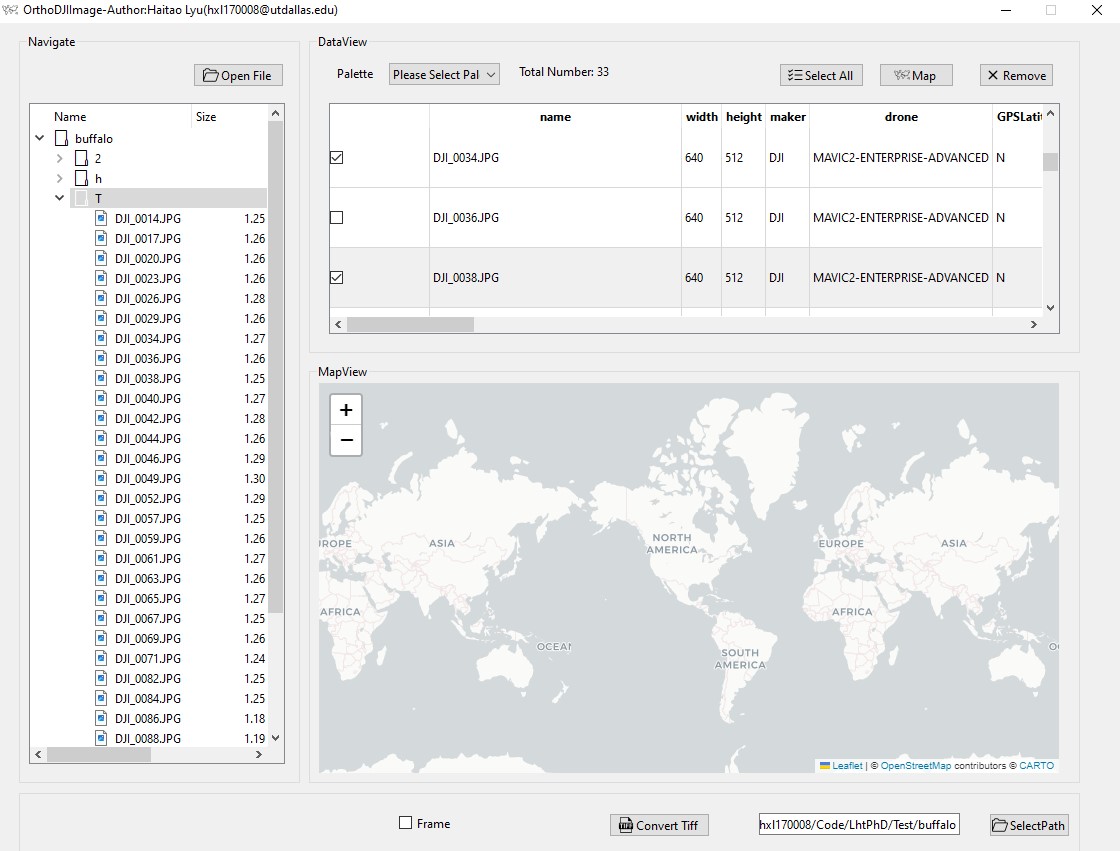 OrthoDJIImage-Author:Haitao Lyu(hxl170008@utdallas.edu)
Navigate
Open File
Name Size
buffalo
2
h
T
DJI_0014.JPG 1.25
DJI_0017.JPG 1.26
DJI_0020.JPG 1.26
DJI_0023.JPG 1.26
DJI_0026.JPG 1.28
DJI_0029.JPG 1.26
DJI_0034.JPG 1.27
DJI_0036.JPG 1.26
DJI_0038.JPG 1.25
DJI_0040.JPG 1.27
DJI_0042.JPG 1.28
DJI_0044.JPG 1.26
DJI_0046.JPG 1.29
DJI_0049.JPG 1.30
DJI_0052.JPG 1.29
DJI_0057.JPG 1.25
DJI_0059.JPG 1.26
DJI_0061.JPG 1.27
DJI_0063.JPG 1.26
DJI_0065.JPG 1.27
DJI_0067.JPG 1.25
DJI_0069.JPG 1.26
DJI_0071.JPG 1.24
DJI_0082.JPG 1.25
DJI_0084.JPG 1.25
DJI_0086.JPG 1.18
DJI_0088.JPG 1.19
DataView
Palette Please Select Pal Total Number: 33 Select All Map Remove
name width height maker drone GPSLatit
DJI_0034.JPG 640 512 DJI MAVIC2-ENTERPRISE-ADVANCED N
DJI_0036.JPG 640 512 DJI MAVIC2-ENTERPRISE-ADVANCED N
DJI_0038.JPG 640 512 DJI MAVIC2-ENTERPRISE-ADVANCED N
MapView
+
−
UROPE ASIA NORTH AMERICA EUROPE ASIA
AFRICA AFRICA
OCEAN SOUTH AMERICA O
Leaflet | © OpenStreetMap contributors © CARTO
Frame Convert Tiff hxl170008/Code/LhtPhD/Test/buffalo SelectPath
TIFF